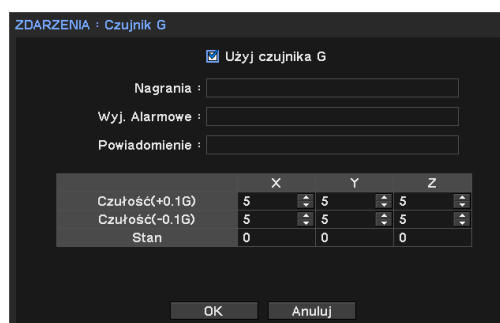 ZDARZENIA : Czujnik G
Użyj czujnika G
Nagrania :
Wyj. Alarmowe :
Powiadomienie :
X Y Z
Czułość(+0.1G) 5 5 5
Czułość(-0.1G) 5 5 5
Stan 0 0 0
OK Anuluj